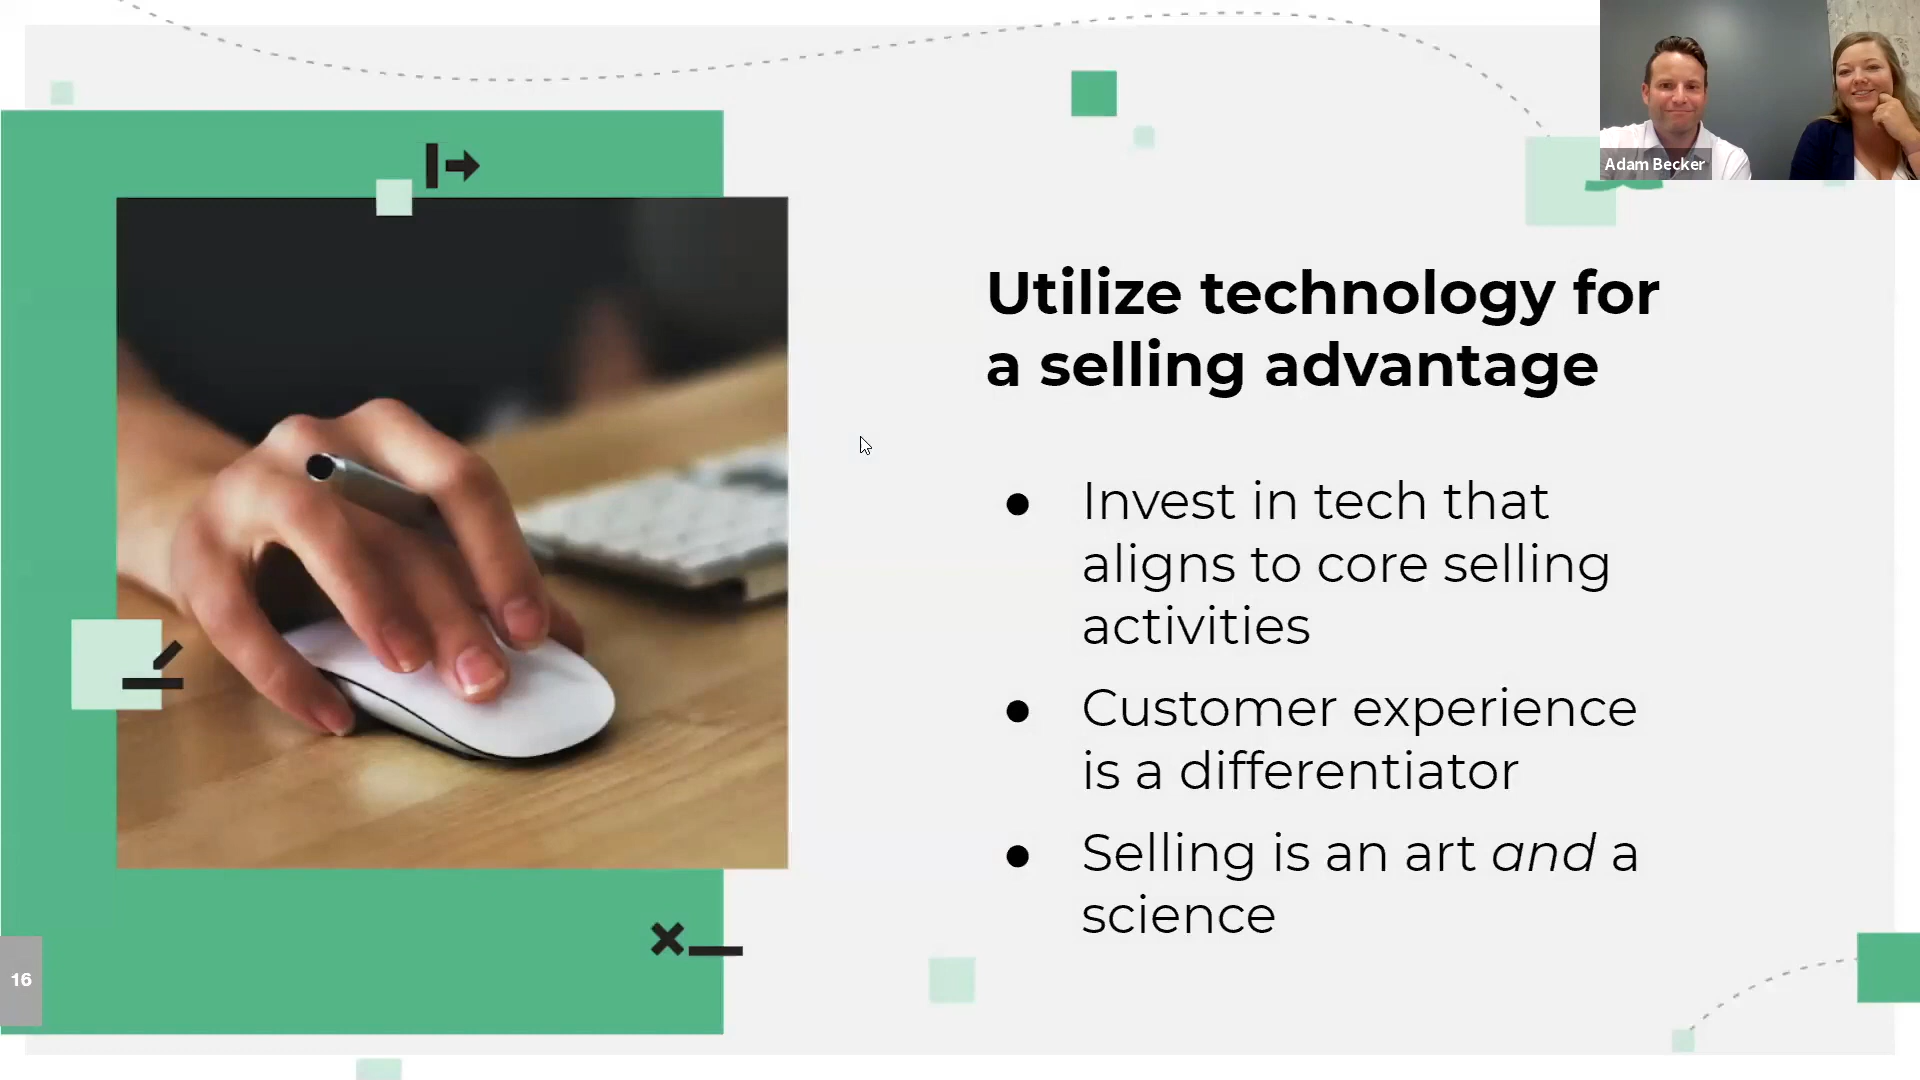 Adam Becker
Utilize technology for
a selling advantage
● Invest in tech that
aligns to core selling
activities
● Customer experience
is a differentiator
● Selling is an art and a
science
16